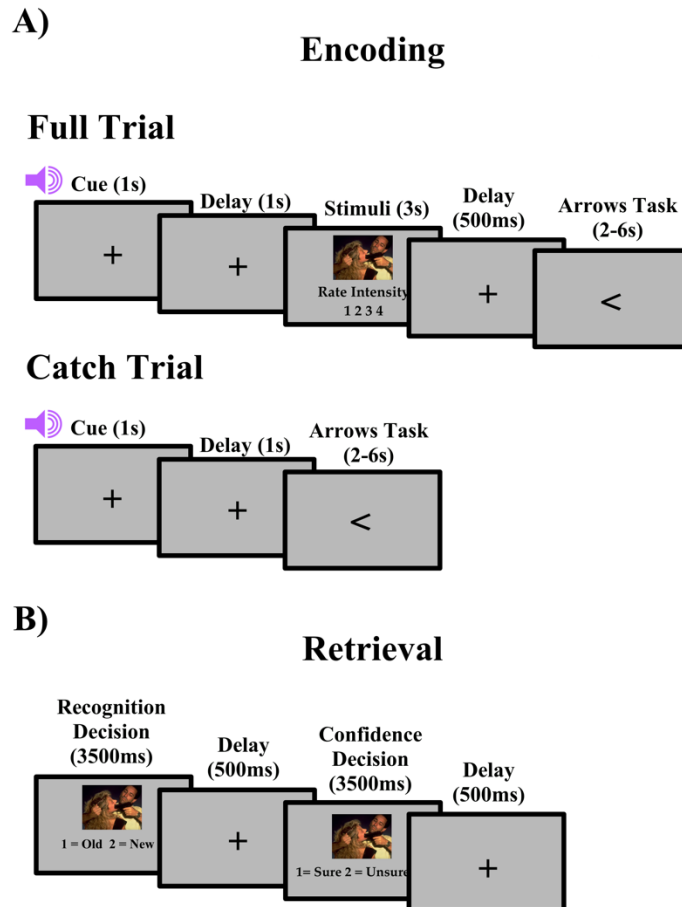 A)
Encoding
Full Trial
Cue (1s)
Delay (1s)
Stimuli (3s)
Delay
(500ms)
Arrows Task
(2-6s)
+
+
Rate Intensity
1 2 3 4
+
<
Catch Trial
Cue (1s)
Delay (1s)
Arrows Task
(2-6s)
+
+
<
B)
Retrieval
Recognition
Decision
(3500ms)
Delay
(500ms)
Confidence
Decision
(3500ms)
Delay
(500ms)
1 = Old 2 = New
+
1= Sure 2 = Unsure
+